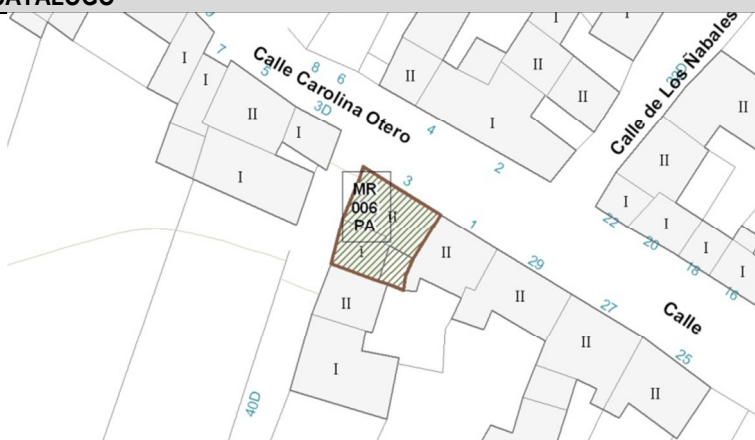 CATÁLOGO
9
7
5
3D
8
6
4
2
Calle Carolina Otero
Calle de Los Ñabales
I
I
II
I
I
II
I
II
II
I
I
II
II
I
I
I
I
22
20
18
16
MR
006
PA
II
I
3
1
29
27
25
Calle
II
II
II
II
II
I
40D